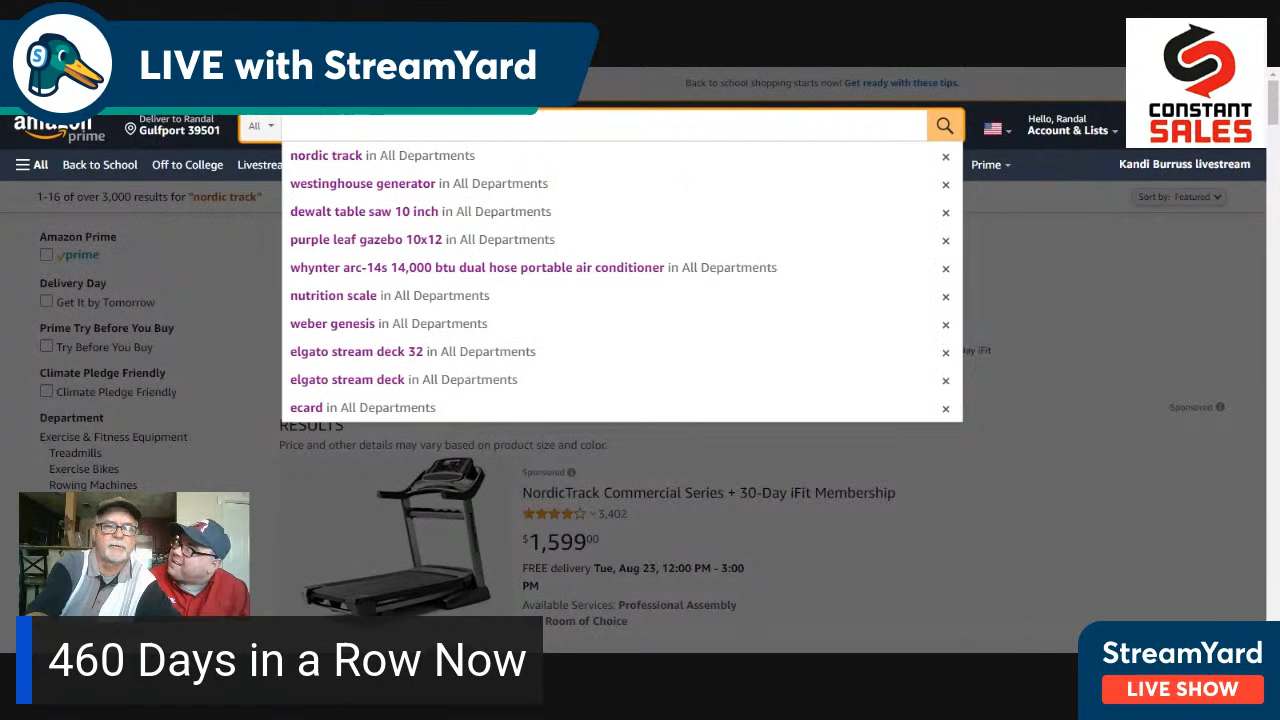 S
LIVE with StreamYard
CONSTANT
SALES
Back to school shopping starts now! Get ready with these tips.
amazon
prime
Deliver to Randal
Gulfport 39501
All
Hello, Randal
Account & Lists
All
Back to School
Off to College
Livestrea
Prime
Kandi Burruss livestream
1-16 of over 3,000 results for "nordic track"
Sort by: Featured
nordic track in All Departments
westinghouse generator in All Departments
dewalt table saw 10 inch in All Departments
purple leaf gazebo 10x12 in All Departments
whynter arc-14s 14,000 btu dual hose portable air conditioner in All Departments
nutrition scale in All Departments
weber genesis in All Departments
elgato stream deck 32 in All Departments
elgato stream deck in All Departments
ecard in All Departments
Amazon Prime
prime
Delivery Day
Get It by Tomorrow
Prime Try Before You Buy
Try Before You Buy
Climate Pledge Friendly
Climate Pledge Friendly
Department
Exercise & Fitness Equipment
Treadmills
Exercise Bikes
Rowing Machines
Day iFit
Sponsored
RESULTS
Price and other details may vary based on product size and color.
Sponsored
NordicTrack Commercial Series + 30-Day iFit Membership
3,402
$1,59900
FREE delivery Tue, Aug 23, 12:00 PM - 3:00
PM
Available Services: Professional Assembly
Room of Choice
460 Days in a Row Now
StreamYard
LIVE SHOW